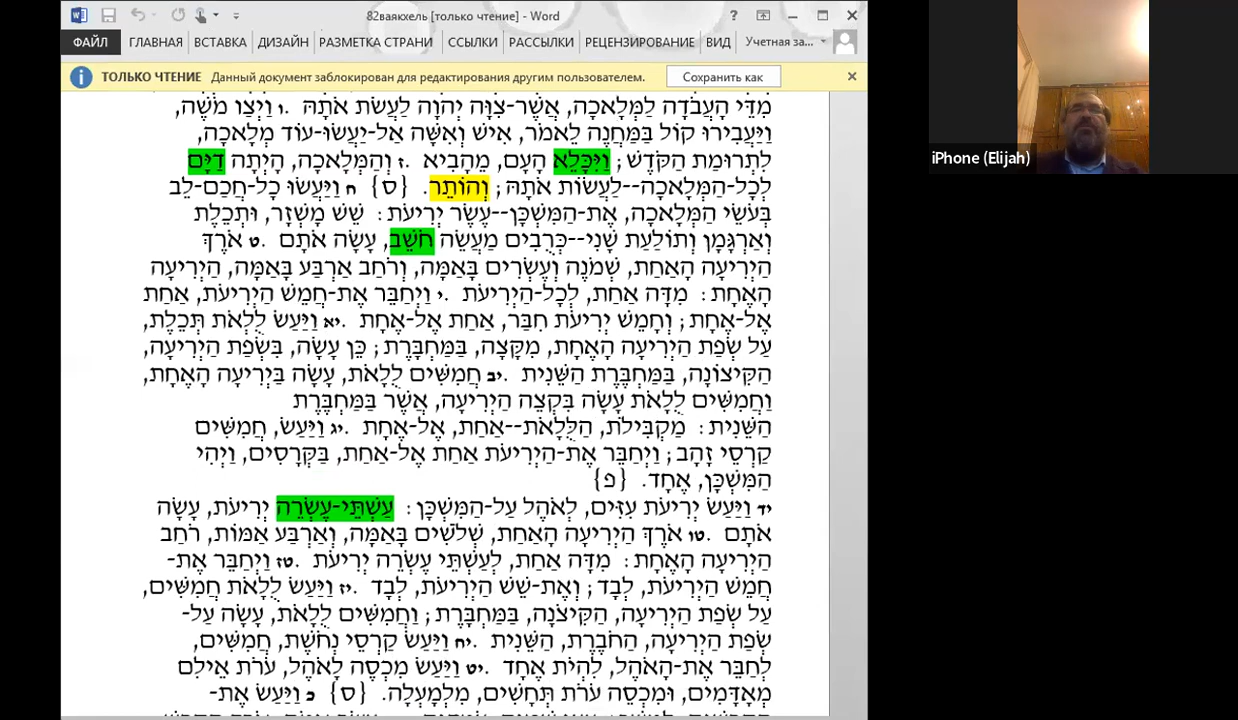 82ваякхель [только чтение] - Word
?
ФАЙЛ ГЛАВНАЯ ВСТАВКА ДИЗАЙН РАЗМЕТКА СТРАНИ ССЫЛКИ РАССЫЛКИ РЕЦЕНЗИРОВАНИЕ ВИД Учетная за...
ТОЛЬКО ЧТЕНИЕ Данный документ заблокирован для редактирования другим пользователем. Сохранить как
מִדֵּי הָעֲבֹדָה לַמְּלָאכָה, אֲשֶׁר-צִוָּה יְהוָה לַעֲשֹׂת אֹתָהּ. ו וַיְצַו מֹשֶׁה,
וַיַּעֲבִירוּ קוֹל בַּמַּחֲנֶה לֵאמֹר, אִישׁ וְאִשָּׁה אַל-יַעֲשׂוּ-עוֹד מְלָאכָה,
לִתְרוּמַת הַקֹּדֶשׁ; וַיִּכָּלֵא הָעָם, מֵהָבִיא. ז וְהַמְּלָאכָה, הָיְתָה דַיָּם
לְכָל-הַמְּלָאכָה--לַעֲשׂוֹת אֹתָהּ; וְהוֹתֵר. {ס} ח וַיַּעֲשׂוּ כָל-חֲכַם-לֵב
בְּעֹשֵׂי הַמְּלָאכָה, אֶת-הַמִּשְׁכָּן--עֶשֶׂר יְרִיעֹת: שֵׁשׁ מָשְׁזָר, וּתְכֵלֶת
וְאַרְגָּמָן וְתוֹלַעַת שָׁנִי--כְּרֻבִים מַעֲשֵׂה חֹשֵׁב, עָשָׂה אֹתָם. ט אֹרֶךְ
הַיְרִיעָה הָאַחַת, שְׁמֹנֶה וְעֶשְׂרִים בָּאַמָּה, וְרֹחַב אַרְבַּע בָּאַמָּה, הַיְרִיעָה
הָאֶחָת: מִדָּה אַחַת, לְכָל-הַיְרִיעֹת. י וַיְחַבֵּר אֶת-חֲמֵשׁ הַיְרִיעֹת, אַחַת
אֶל-אֶחָת; וְחָמֵשׁ יְרִיעֹת חִבַּר, אַחַת אֶל-אֶחָת. יא וַיַּעַשׂ לֻלְאֹת תְּכֵלֶת,
עַל שְׂפַת הַיְרִיעָה הָאֶחָת, מִקָּצָה, בַּמַּחְבָּרֶת; כֵּן עָשָׂה, בִּשְׂפַת הַיְרִיעָה,
הַקִּיצוֹנָה, בַּמַּחְבֶּרֶת הַשֵּׁנִית. יב חֲמִשִּׁים לֻלָאֹת, עָשָׂה בַּיְרִיעָה הָאֶחָת,
וַחֲמִשִּׁים לֻלָאֹת עָשָׂה בִּקְצֵה הַיְרִיעָה, אֲשֶׁר בַּמַּחְבֶּרֶת
הַשֵּׁנִית: מַקְבִּילֹת, הַלֻּלָאֹת--אַחַת, אֶל-אֶחָת. יג וַיַּעַשׂ, חֲמִשִּׁים
קַרְסֵי זָהָב; וַיְחַבֵּר אֶת-הַיְרִיעֹת אַחַת אֶל-אַחַת, בַּקְּרָסִים, וַיְהִי
הַמִּשְׁכָּן, אֶחָד. {פ}
יד וַיַּעַשׂ יְרִיעֹת עִזִּים, לְאֹהֶל עַל-הַמִּשְׁכָּן: עַשְׁתֵּי-עֶשְׂרֵה יְרִיעֹת, עָשָׂה
אֹתָם. טו אֹרֶךְ הַיְרִיעָה הָאַחַת, שְׁלֹשִׁים בָּאַמָּה, וְאַרְבַּע אַמּוֹת, רֹחַב
הַיְרִיעָה הָאֶחָת: מִדָּה אַחַת, לְעַשְׁתֵּי עֶשְׂרֵה יְרִיעֹת. טז וַיְחַבֵּר אֶת-
חֲמֵשׁ הַיְרִיעֹת, לְבָד; וְאֶת-שֵׁשׁ הַיְרִיעֹת, לְבָד. יז וַיַּעַשׂ לֻלָאֹת חֲמִשִּׁים,
עַל שְׂפַת הַיְרִיעָה, הַקִּיצֹנָה, בַּמַּחְבָּרֶת; וַחֲמִשִּׁים לֻלָאֹת, עָשָׂה עַל-
שְׂפַת הַיְרִיעָה, הַחֹבֶרֶת, הַשֵּׁנִית. יח וַיַּעַשׂ קַרְסֵי נְחֹשֶׁת, חֲמִשִּׁים,
לְחַבֵּר אֶת-הָאֹהֶל, לִהְיֹת אֶחָד. יט וַיַּעַשׂ מִכְסֶה לָאֹהֶל, עֹרֹת אֵילִם
מְאָדָּמִים, וּמִכְסֵה עֹרֹת תְּחָשִׁים, מִלְמָעְלָה. {ס} כ וַיַּעַשׂ אֶת-
iPhone (Elijah)